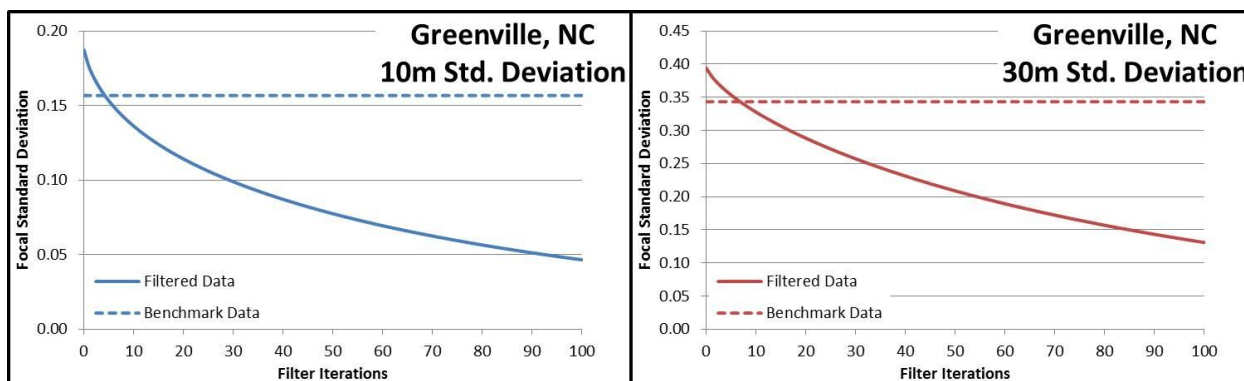 Greenville, NC
10m Std. Deviation
Focal Standard Deviation
0.20
0.15
0.10
0.05
0.00
Filtered Data
Benchmark Data
0 10 20 30 40 50 60 70 80 90 100
Filter Iterations
Greenville, NC
30m Std. Deviation
Focal Standard Deviation
0.45
0.40
0.35
0.30
0.25
0.20
0.15
0.10
0.05
0.00
Filtered Data
Benchmark Data
0 10 20 30 40 50 60 70 80 90 100
Filter Iterations